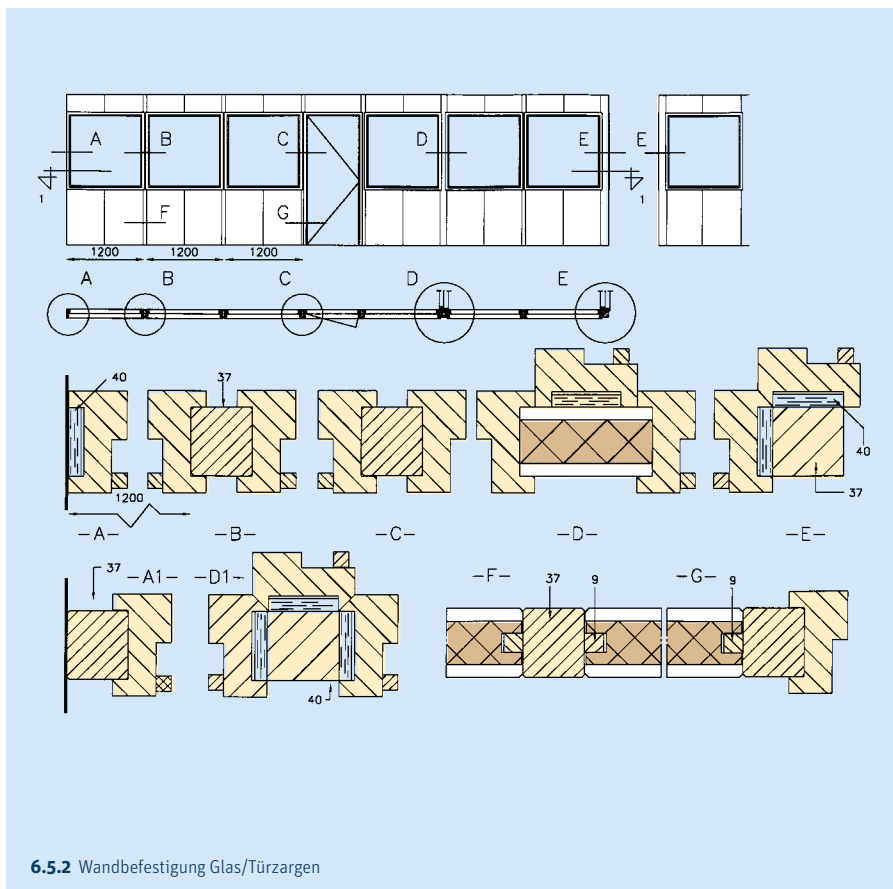 A B C D E E
1 1
F G
1200 1200 1200
A B C D E
40 37
40
37
1200
–A– –B– –C– –D– –E–
37 –A1– –D1– –F– 37 9 –G– 9
40
6.5.2 Wandbefestigung Glas/Türzargen